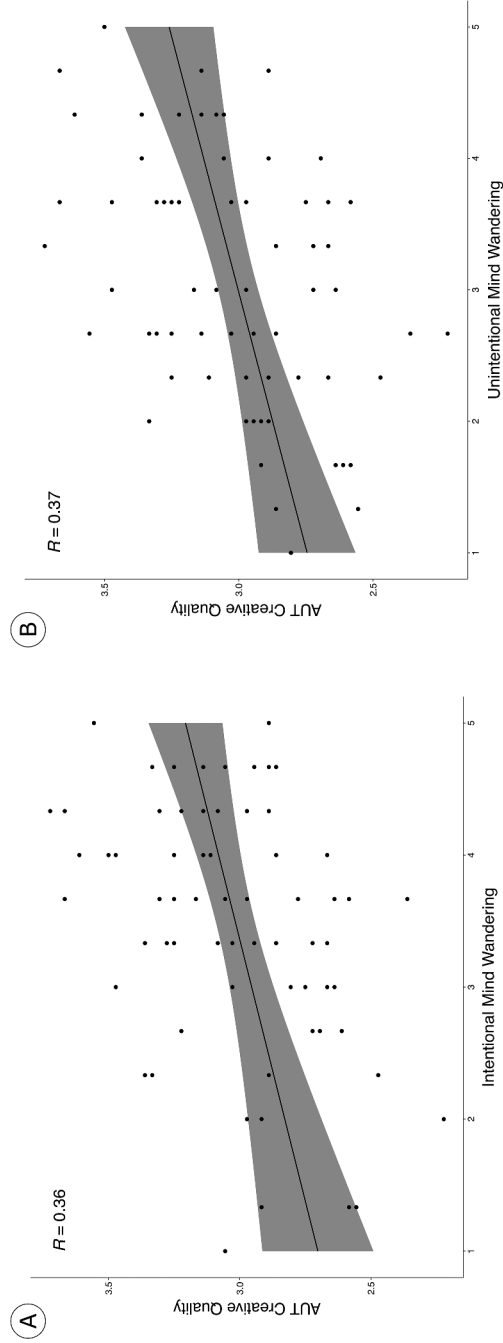 A
R = 0.36
3.5
3.0
2.5
AUT Creative Quality
1
2
3
4
5
Intentional Mind Wandering
B
R = 0.37
3.5
3.0
2.5
AUT Creative Quality
1
2
3
4
5
Unintentional Mind Wandering